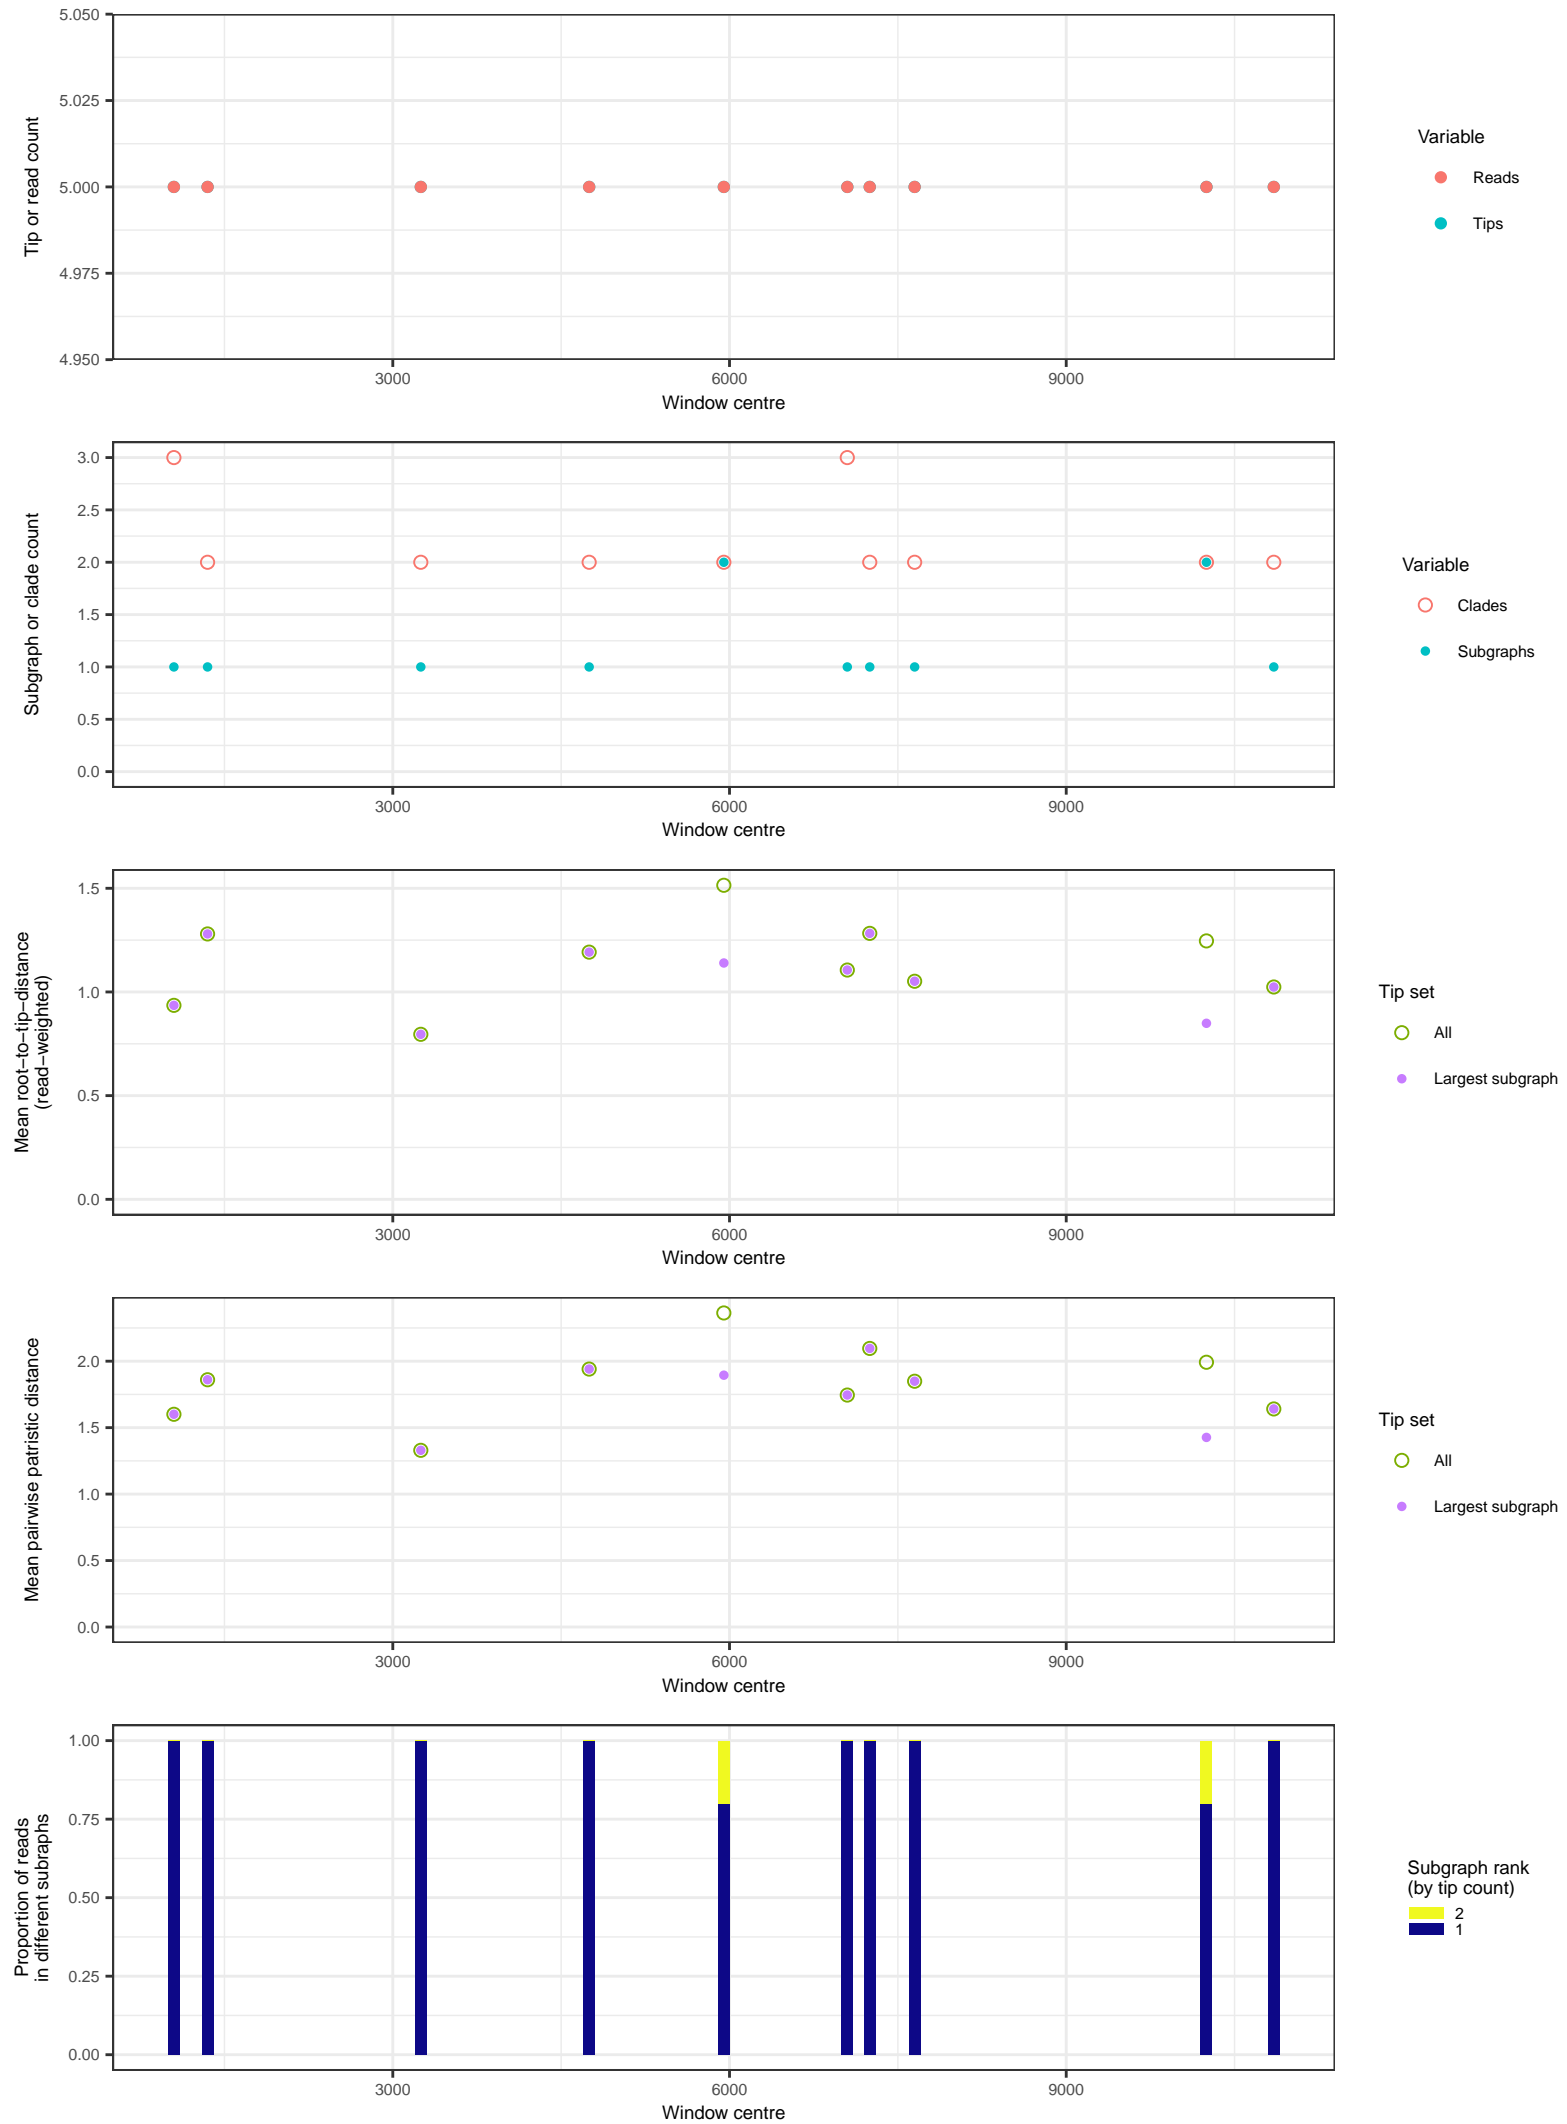 5.050
5.025
5.000
4.975
4.950
Tip or read count
3000
6000
9000
Window centre
Variable
Reads
Tips
3.0
2.5
2.0
1.5
1.0
0.5
0.0
Subgraph or clade count
3000
6000
9000
Window centre
Variable
Clades
Subgraphs
1.5
1.0
0.5
0.0
Mean root−to−tip−distance
(read−weighted)
3000
6000
9000
Window centre
Tip set
All
Largest subgraph
2.0
1.5
1.0
0.5
0.0
Mean pairwise patristic distance
3000
6000
9000
Window centre
Tip set
All
Largest subgraph
1.00
0.75
0.50
0.25
0.00
Proportion of reads
in different subraphs
3000
6000
9000
Window centre
Subgraph rank
(by tip count)
2
1